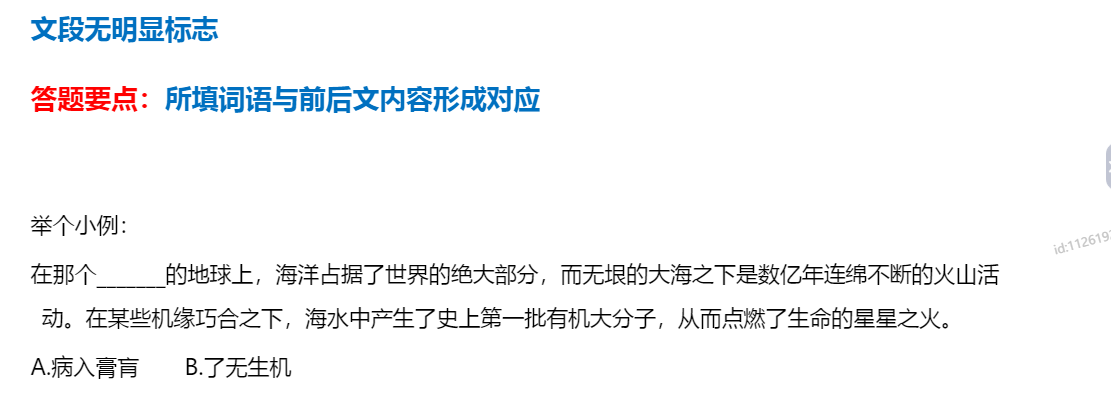 文段无明显标志
答题要点：所填词语与前后文内容形成对应
举个小例：
id:112619
在那个_______的地球上，海洋占据了世界的绝大部分，而无垠的大海之下是数亿年连绵不断的火山活
动。在某些机缘巧合之下，海水中产生了史上第一批有机大分子，从而点燃了生命的星星之火。
A.病入膏肓 B.了无生机